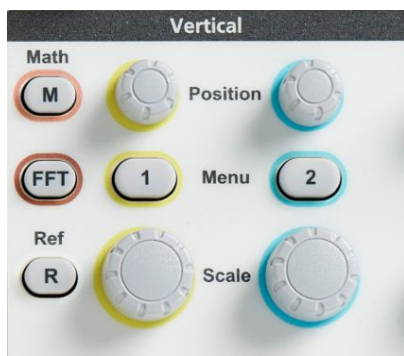 Vertical
Math
M Position
FFT 1 Menu 2
Ref
R Scale